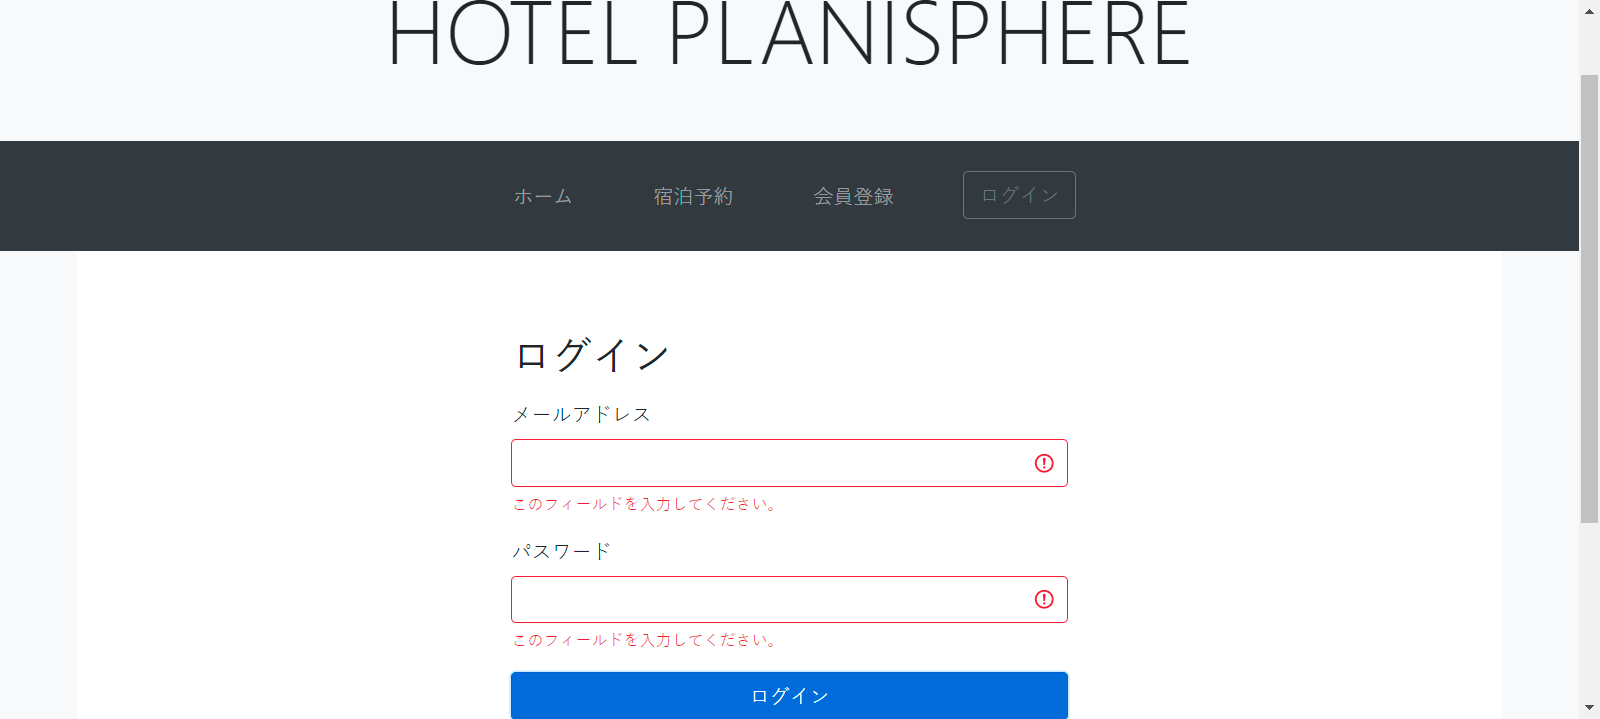 HOTEL PLANISPHERE
ホーム 宿泊予約 会員登録 ログイン
ログイン
メールアドレス
このフィールドを入力してください。
パスワード
このフィールドを入力してください。
ログイン